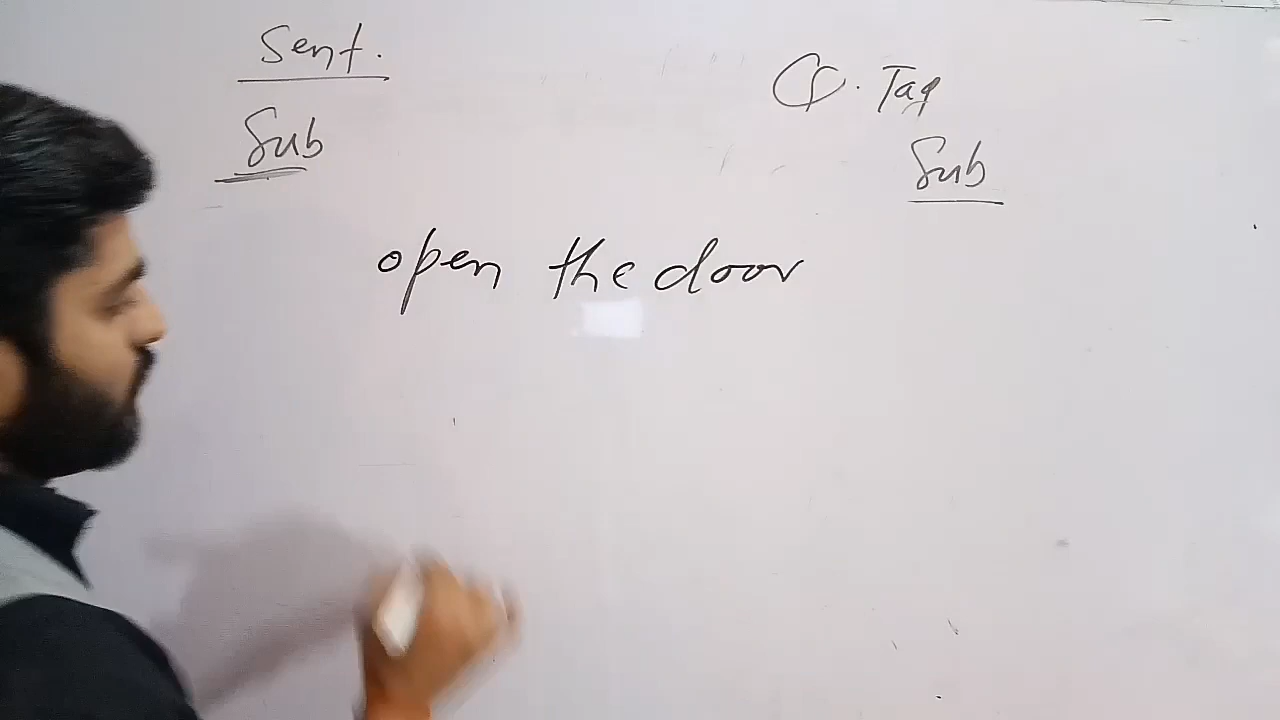 Sent.
Sub
Q. Tag
Sub
open the door